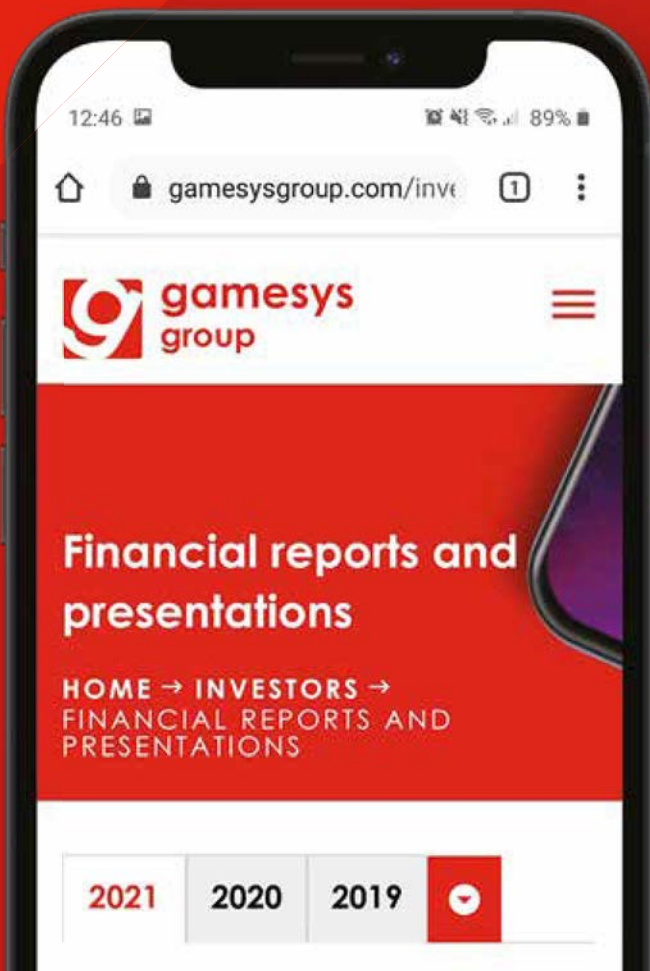 12:46
89%
gamesysgroup.com/inve
1
gamesys
group
Financial reports and
presentations
HOME → INVESTORS →
FINANCIAL REPORTS AND
PRESENTATIONS
2021 2020 2019